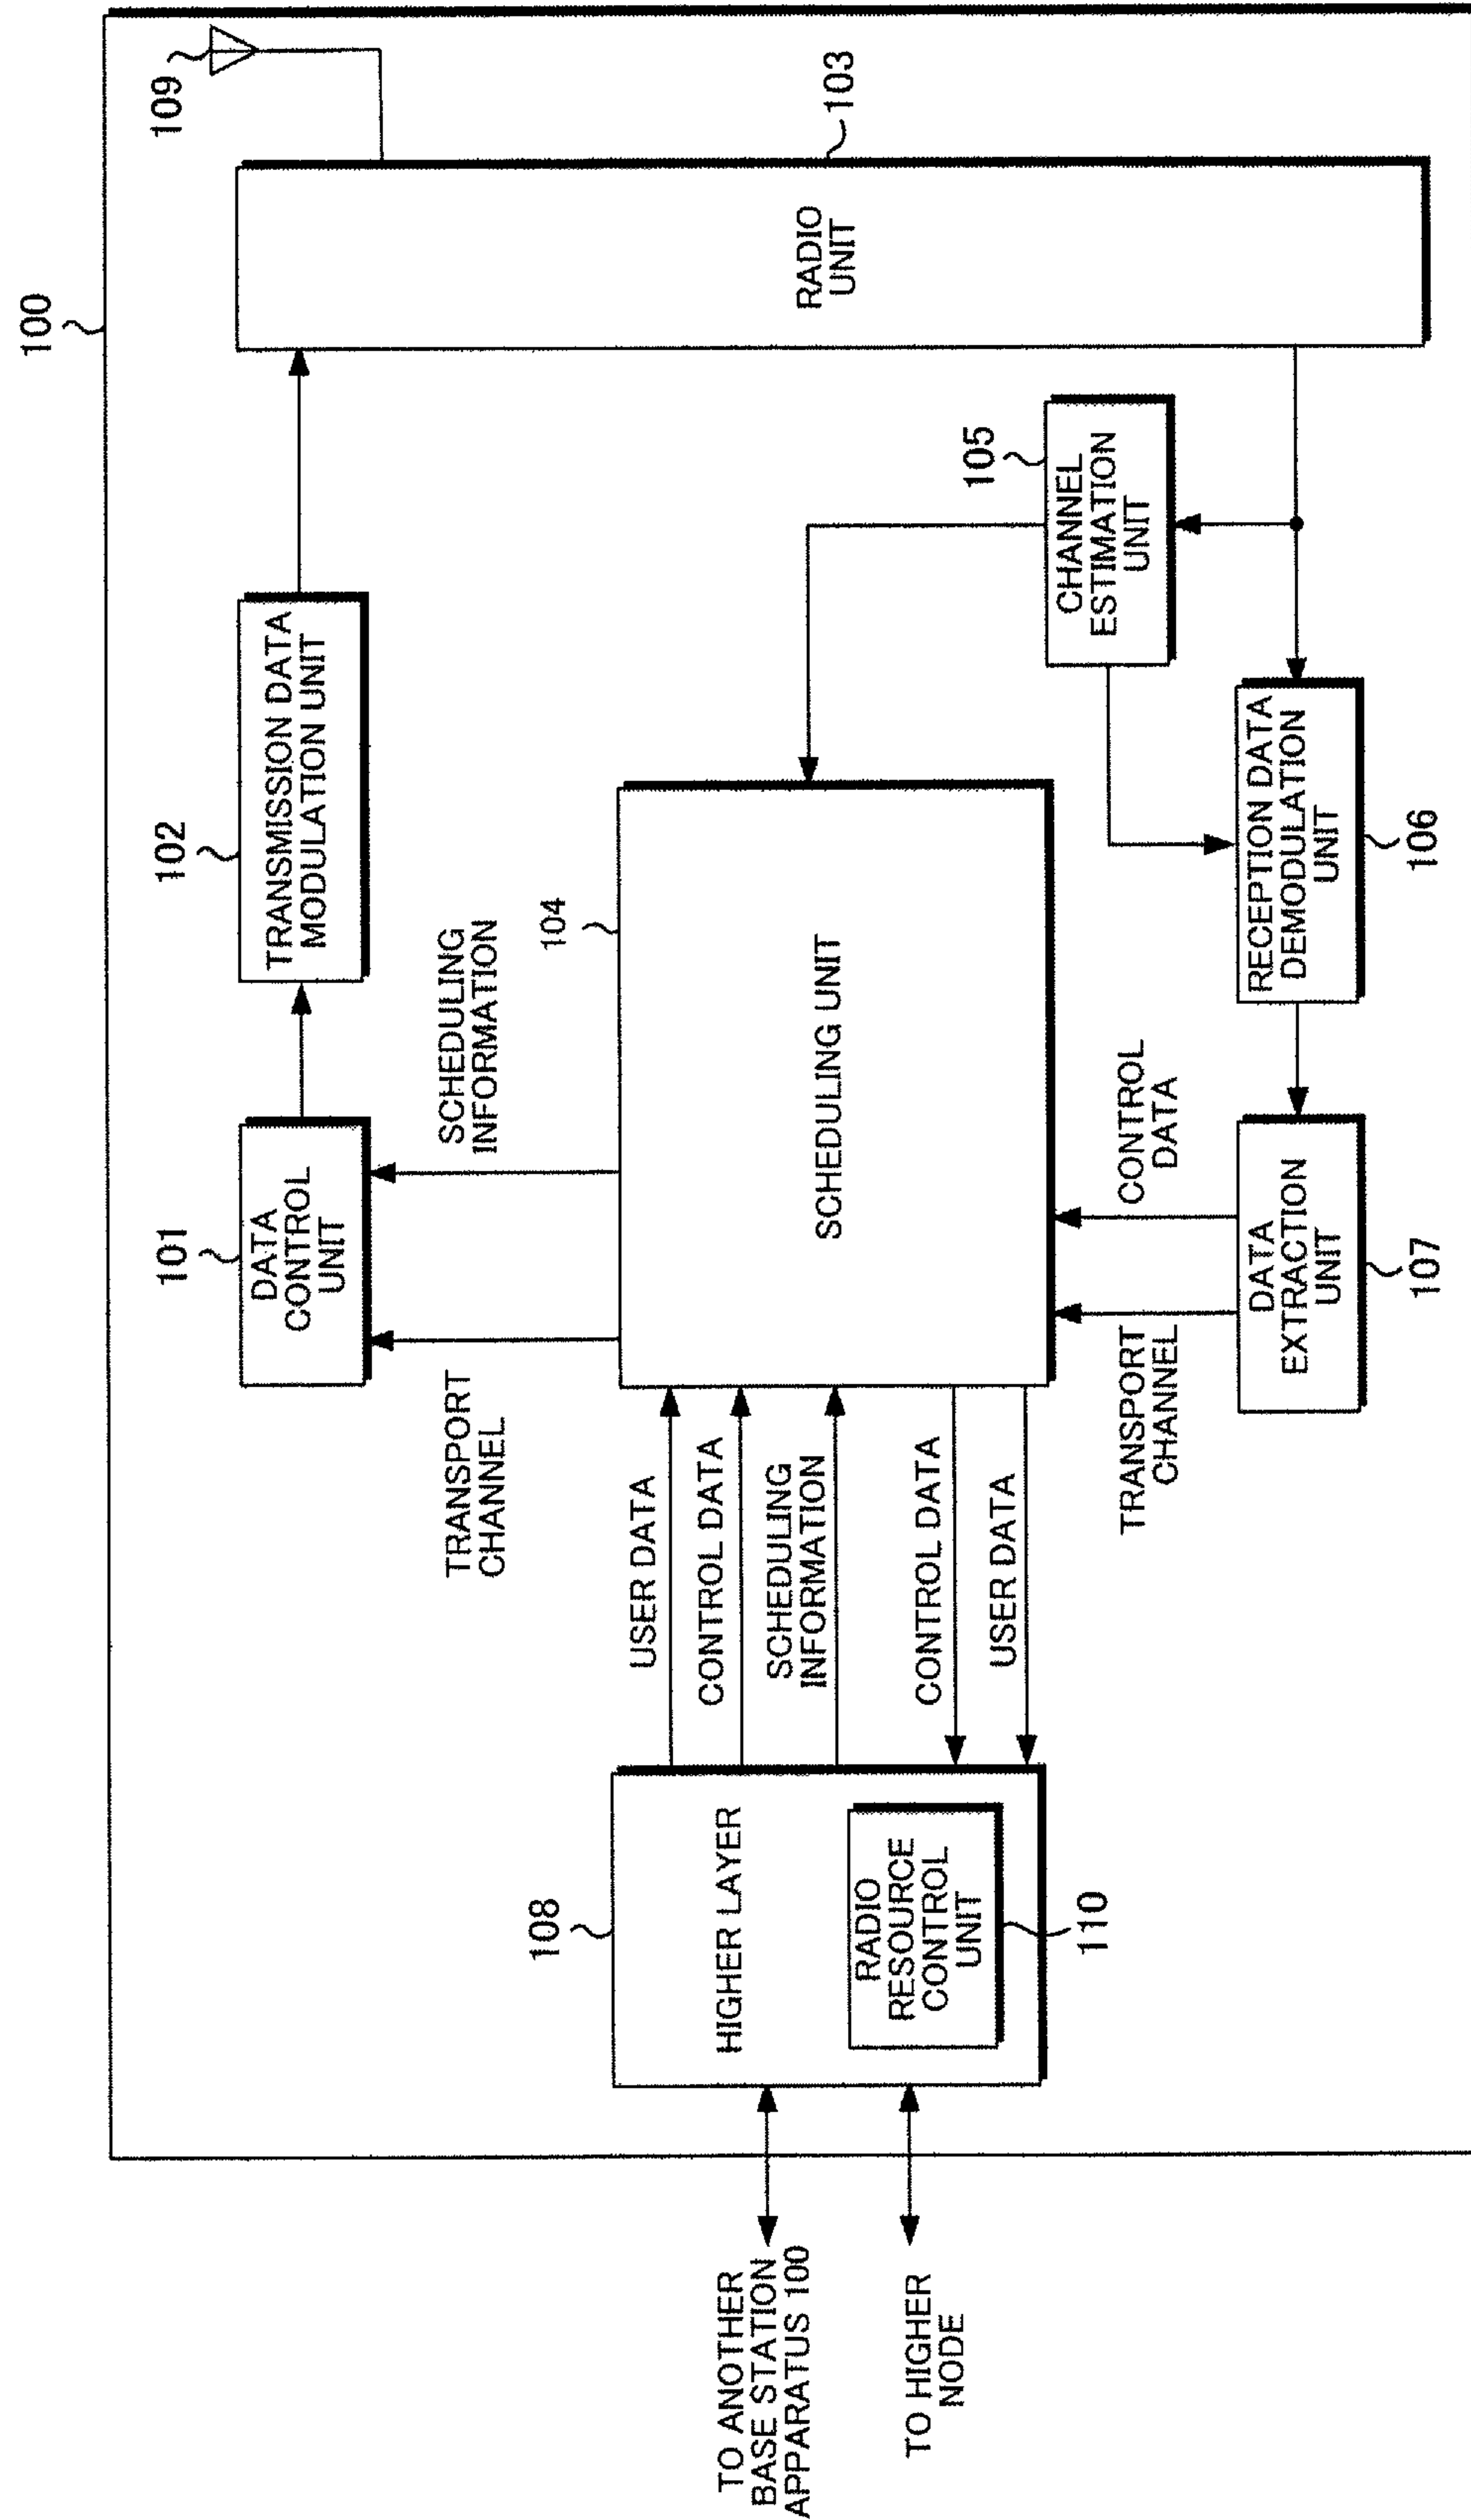 100
109
101
DATA
CONTROL
UNIT
102
TRANSMISSION DATA
MODULATION UNIT
RADIO
UNIT
103
TRANSPORT
CHANNEL
SCHEDULING
INFORMATION
108
HIGHER LAYER
RADIO
RESOURCE
CONTROL
UNIT
110
TO ANOTHER
BASE STATION
APPARATUS 100
TO HIGHER
NODE
USER DATA
CONTROL DATA
SCHEDULING
INFORMATION
CONTROL DATA
USER DATA
104
SCHEDULING UNIT
105
CHANNEL
ESTIMATION
UNIT
TRANSPORT
CHANNEL
CONTROL
DATA
DATA
EXTRACTION
UNIT
107
RECEPTION DATA
DEMODULATION
UNIT
106